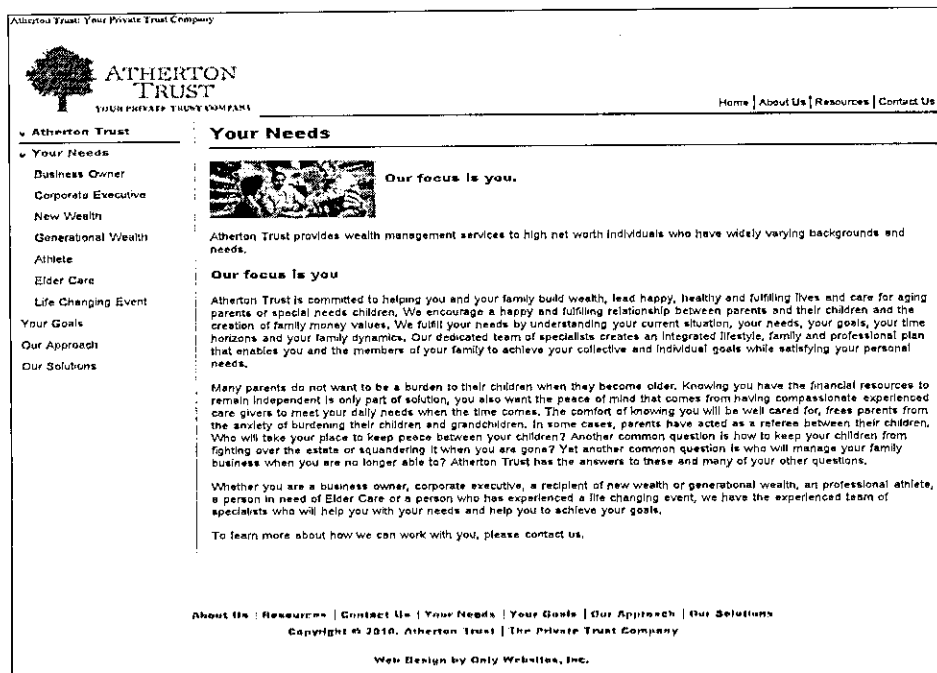 Atherton Trust: Your Private Trust Company
ATHERTON
TRUST
YOUR PRIVATE TRUST COMPANY
Home | About Us | Resources | Contact Us
Atherton Trust
Your Needs
Business Owner
Corporate Executive
New Wealth
Generational Wealth
Athlete
Elder Care
Life Changing Event
Your Goals
Our Approach
Our Solutions
Your Needs
Our focus is you.
Atherton Trust provides wealth management services to high net worth individuals who have widely varying backgrounds and
needs.
Our focus is you
Atherton Trust is committed to helping you and your family build wealth, lead happy, healthy and fulfilling lives and care for aging
parents or special needs children. We encourage a happy and fulfilling relationship between parents and their children and the
creation of family money values. We fulfill your needs by understanding your current situation, your needs, your goals, your time
horizons and your family dynamics. Our dedicated team of specialists creates an integrated lifestyle, family and professional plan
that enables you and the members of your family to achieve your collective and individual goals while satisfying your personal
needs.
Many parents do not want to be a burden to their children when they become older. Knowing you have the financial resources to
remain independent is only part of solution, you also want the peace of mind that comes from having compassionate experienced
care givers to meet your daily needs when the time comes. The comfort of knowing you will be well cared for, frees parents from
the anxiety of burdening their children and grandchildren. In some cases, parents have acted as a referee between their children.
Who will take your place to keep peace between your children? Another common question is how to keep your children from
fighting over the estate or squandering it when you are gone? Yet another common question is who will manage your family
business when you are no longer able to? Atherton Trust has the answers to these and many of your other questions.
Whether you are a business owner, corporate executive, a recipient of new wealth or generational wealth, an professional athlete,
a person in need of Elder Care or a person who has experienced a life changing event, we have the experienced team of
specialists who will help you with your needs and help you to achieve your goals.
To learn more about how we can work with you, please contact us.
About Us | Resources | Contact Us | Your Needs | Your Goals | Our Approach | Our Solutions
Copyright © 2010. Atherton Trust | The Private Trust Company
Web Design by Only Websites, Inc.